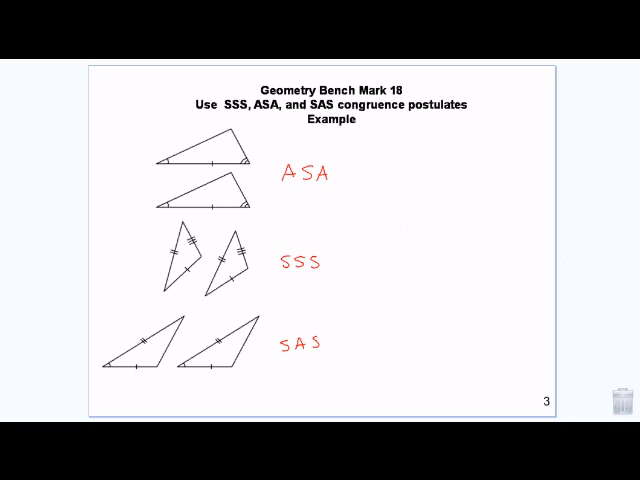 Geometry Bench Mark 18
Use SSS, ASA, and SAS congruence postulates
Example
ASA
SSS
SAS
3